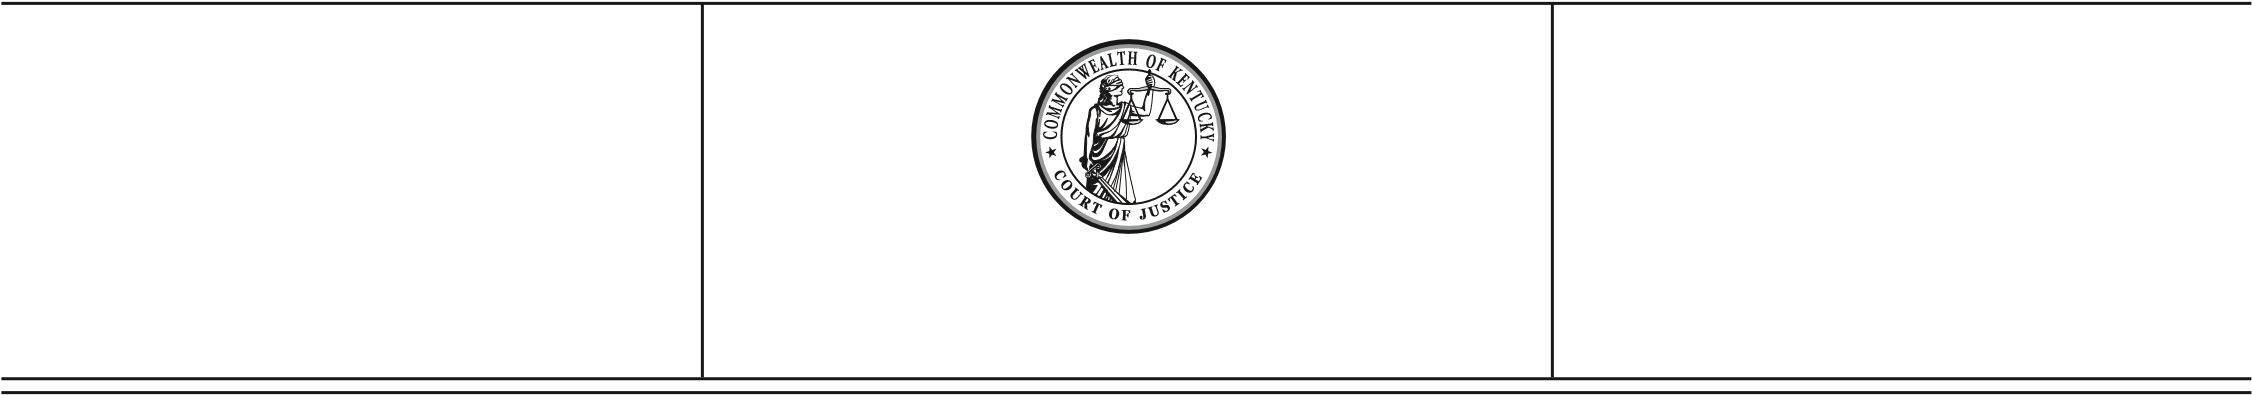 COMMONWEALTH OF KENTUCKY
COURT OF JUSTICE